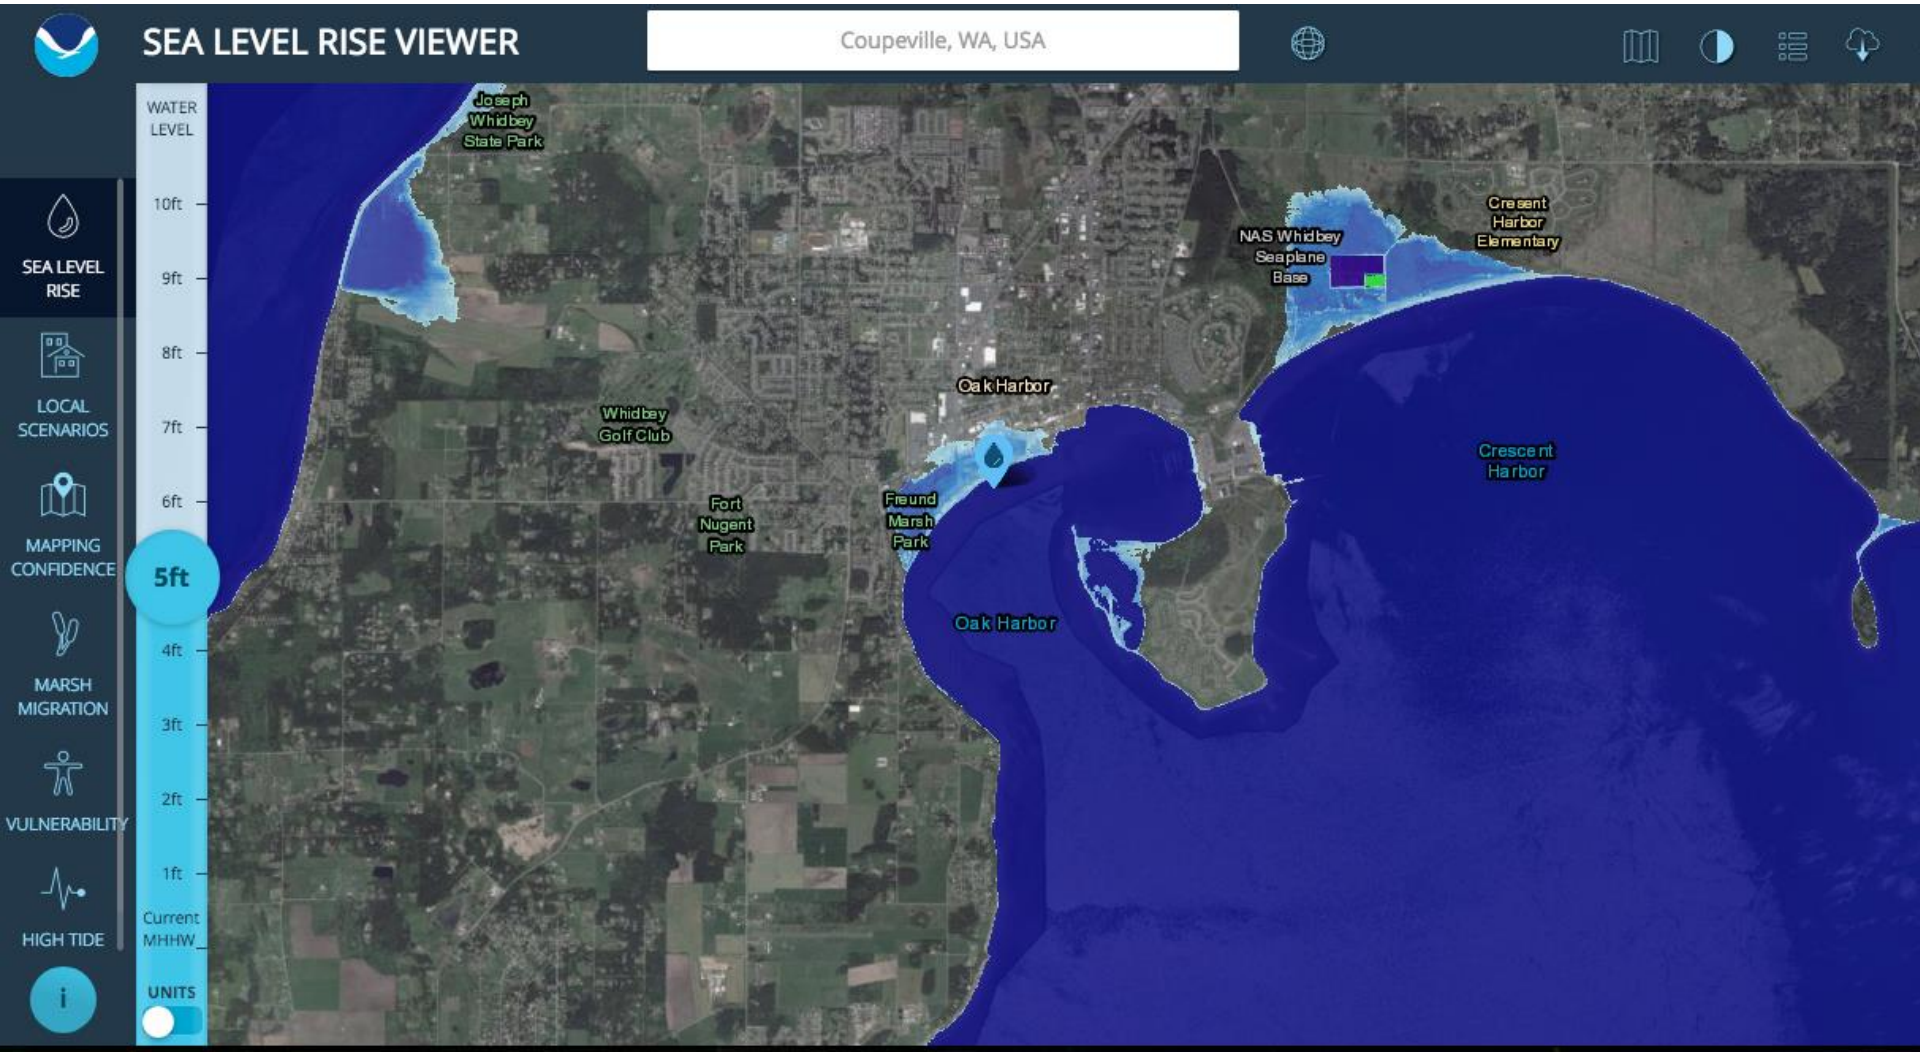 SEA LEVEL RISE VIEWER
Coupeville, WA, USA
WATER
LEVEL
10ft
9ft
8ft
7ft
6ft
5ft
4ft
3ft
2ft
1ft
Current
MHHW
UNITS
SEA LEVEL
RISE
LOCAL
SCENARIOS
MAPPING
CONFIDENCE
MARSH
MIGRATION
VULNERABILITY
HIGH TIDE
i
Joseph
Whidbey
State Park
Cresent
Harbor
Elementary
NAS Whidbey
Seaplane
Base
Oak Harbor
Whidbey
Golf Club
Crescent
Harbor
Freund
Marsh
Park
Fort
Nugent
Park
Oak Harbor